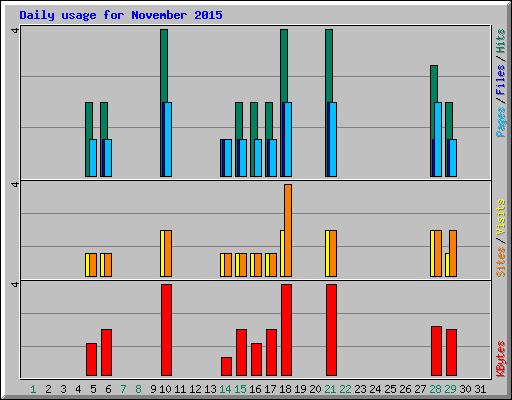 Daily usage for November 2015
4
Pages / Files / Hits
4
Sites / Visits
4
KBytes
1 2 3 4 5 6 7 8 9 10 11 12 13 14 15 16 17 18 19 20 21 22 23 24 25 26 27 28 29 30 31